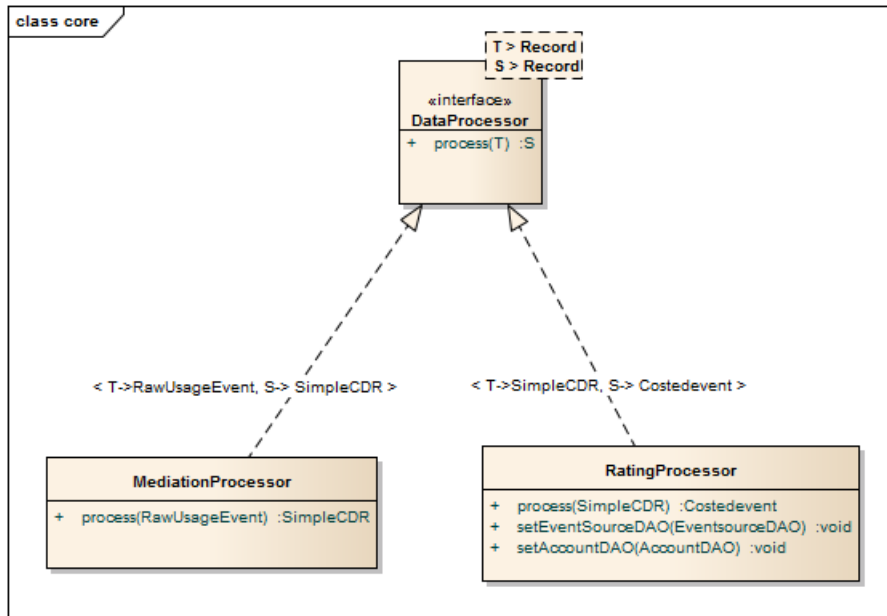 class core
T > Record
S > Record
«interface»
DataProcessor
+ process(T) :S
< T->RawUsageEvent, S-> SimpleCDR >
< T->SimpleCDR, S-> Costedevent >
MediationProcessor
+ process(RawUsageEvent) :SimpleCDR
RatingProcessor
+ process(SimpleCDR) :Costedevent
+ setEventSourceDAO(EventsourceDAO) :void
+ setAccountDAO(AccountDAO) :void